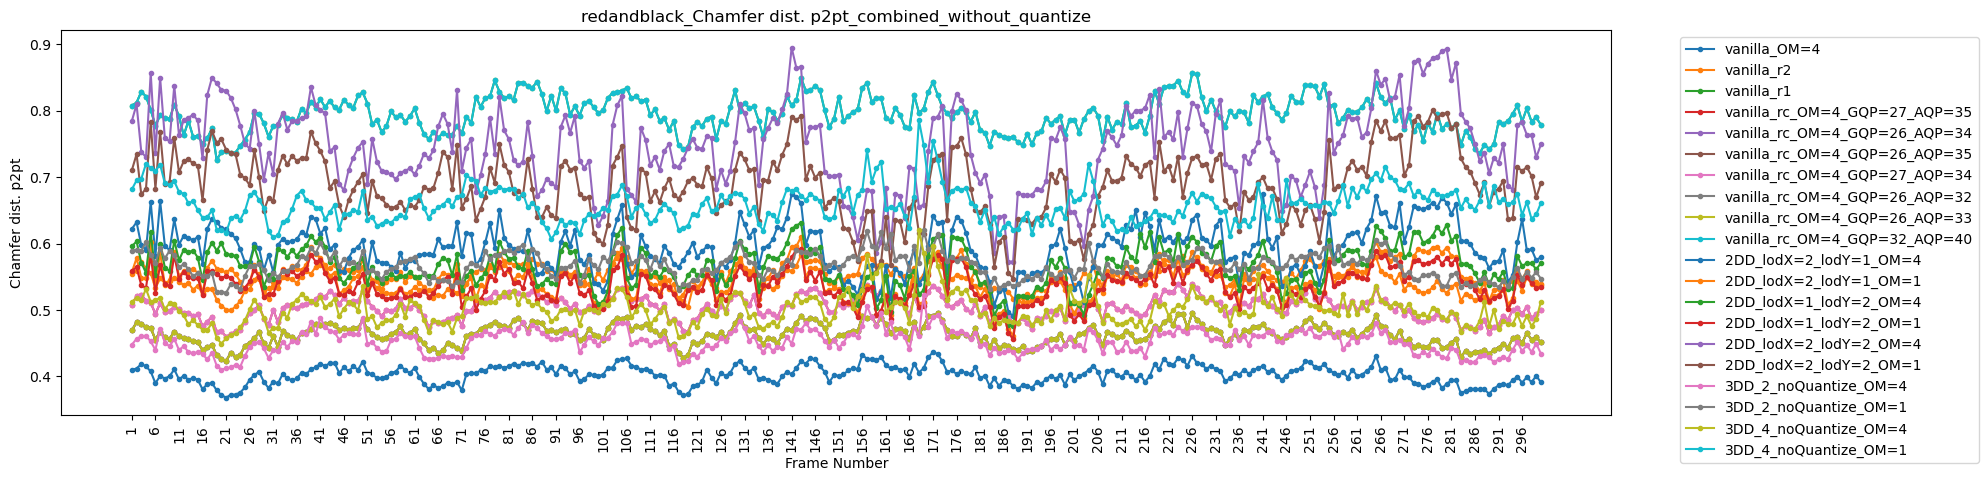 redandblack_Chamfer dist. p2pt_combined_without_quantize
Chamfer dist. p2pt
0.9
0.8
0.7
0.6
0.5
0.4
1 6 11 16 21 26 31 36 41 46 51 56 61 66 71 76 81 86 91 96 101 106 111 116 121 126 131 136 141 146 151 156 161 166 171 176 181 186 191 196 201 206 211 216 221 226 231 236 241 246 251 256 261 266 271 276 281 286 291 296
Frame Number
vanilla_OM=4
vanilla_r2
vanilla_r1
vanilla_rc_OM=4_GQP=27_AQP=35
vanilla_rc_OM=4_GQP=26_AQP=34
vanilla_rc_OM=4_GQP=26_AQP=35
vanilla_rc_OM=4_GQP=27_AQP=34
vanilla_rc_OM=4_GQP=26_AQP=32
vanilla_rc_OM=4_GQP=26_AQP=33
vanilla_rc_OM=4_GQP=32_AQP=40
2DD_lodX=2_lodY=1_OM=4
2DD_lodX=2_lodY=1_OM=1
2DD_lodX=1_lodY=2_OM=4
2DD_lodX=1_lodY=2_OM=1
2DD_lodX=2_lodY=2_OM=4
2DD_lodX=2_lodY=2_OM=1
3DD_2_noQuantize_OM=4
3DD_2_noQuantize_OM=1
3DD_4_noQuantize_OM=4
3DD_4_noQuantize_OM=1